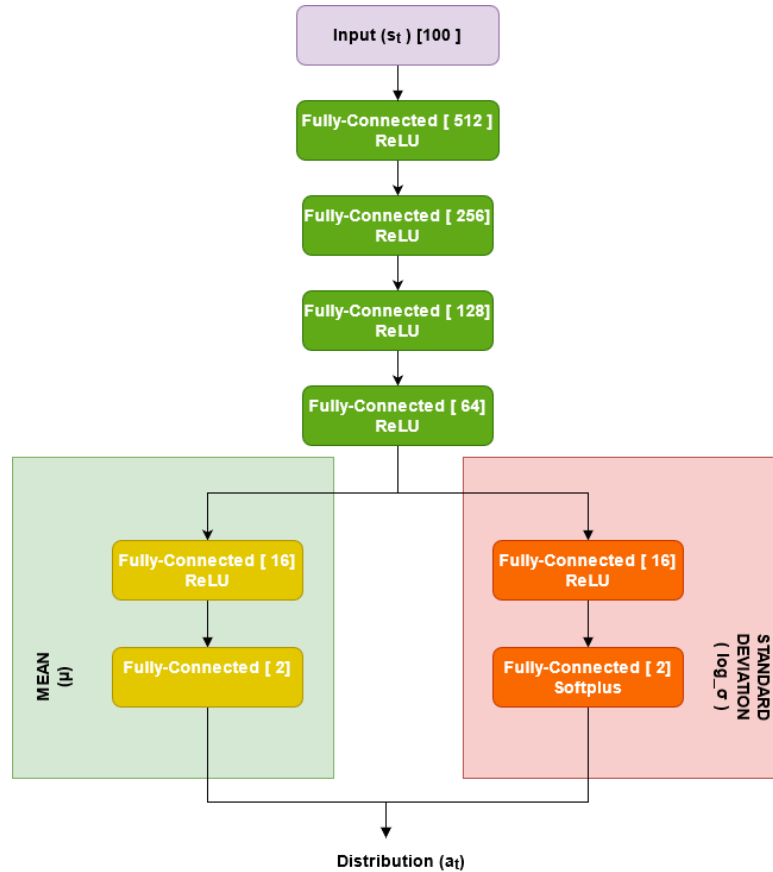 Input (sₜ ) [100 ]
Fully-Connected [ 512 ]
ReLU
Fully-Connected [ 256]
ReLU
Fully-Connected [ 128]
ReLU
Fully-Connected [ 64]
ReLU
Fully-Connected [ 16]
ReLU
Fully-Connected [ 2]
MEAN
(μ)
Fully-Connected [ 16]
ReLU
Fully-Connected [ 2]
Softplus
STANDARD
DEVIATION
( log_σ )
Distribution (aₜ)